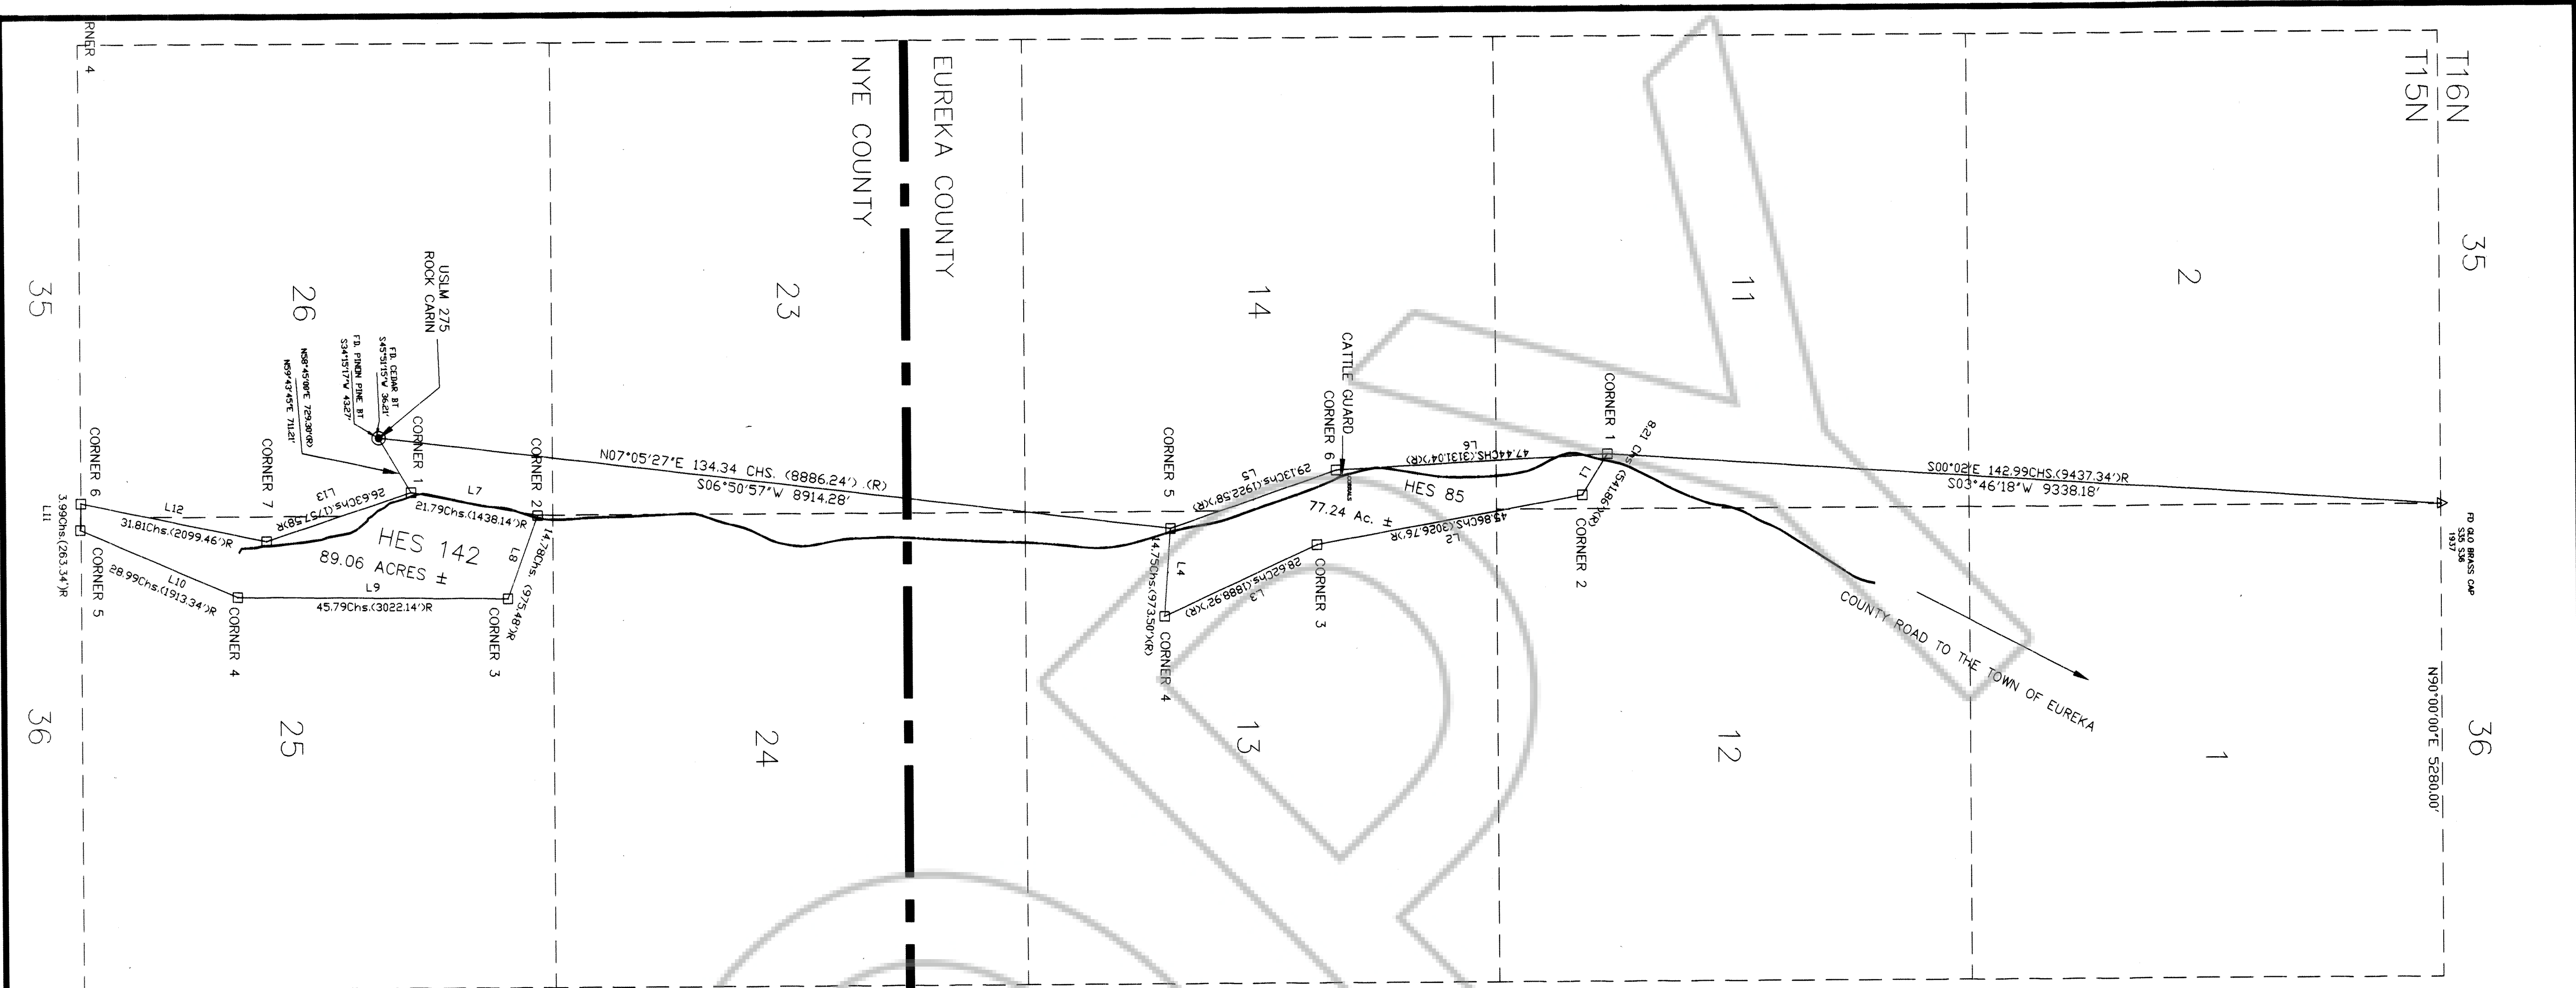 T16N
T15N
35
36
FD GLO BRASS CAP
S35 S36
1937
N90°00'00"E 5280.00'
2
1
S00°02'E 142.99CHS.(9437.34')R
S03°46'18"W 9338.18'
COUNTY ROAD TO THE TOWN OF EUREKA
11
12
CORNER 1
8.21 Chs (541.86')(R)
L1
CORNER 2
L6
47.44CHS(3131.04)(R)
HES 85
77.24 Ac. ±
45.86Chs(3026.76')R
L2
CATTLE GUARD
CORNER 6
CORRALS
CORNER 3
28.62Chs.(1888.92')(R)
L3
14
13
L5
29.13Chs(1922.58)(R)
CORNER 5
L4
14.75Chs.(973.50')(R)
CORNER 4
EUREKA COUNTY
NYE COUNTY
N07°05'27"E 134.34 CHS. (8886.24') .(R)
S06°50'57"W 8914.28'
23
24
CORNER 2
14.78Chs. (975.48')R
L8
CORNER 3
USLM 275
ROCK CARIN
FD. CEDAR BT
S45°51'15"W 36.21'
FD. PINON PINE BT
S34°15'17"W 43.27'
N58°45'00"E 729.30'(R)
N59°43'45"E 711.21'
CORNER 1
L7
21.79Chs.(1438.14')R
HES 142
89.06 ACRES ±
L9
45.79Chs.(3022.14')R
L13
26.63Chs.(1757.58)R
CORNER 7
CORNER 4
26
25
L12
31.81Chs.(2099.46')R
L10
28.99Chs.(1913.34')R
CORNER 6
CORNER 5
3.99Chs.(263.34')R
L11
RNER 4
35
36